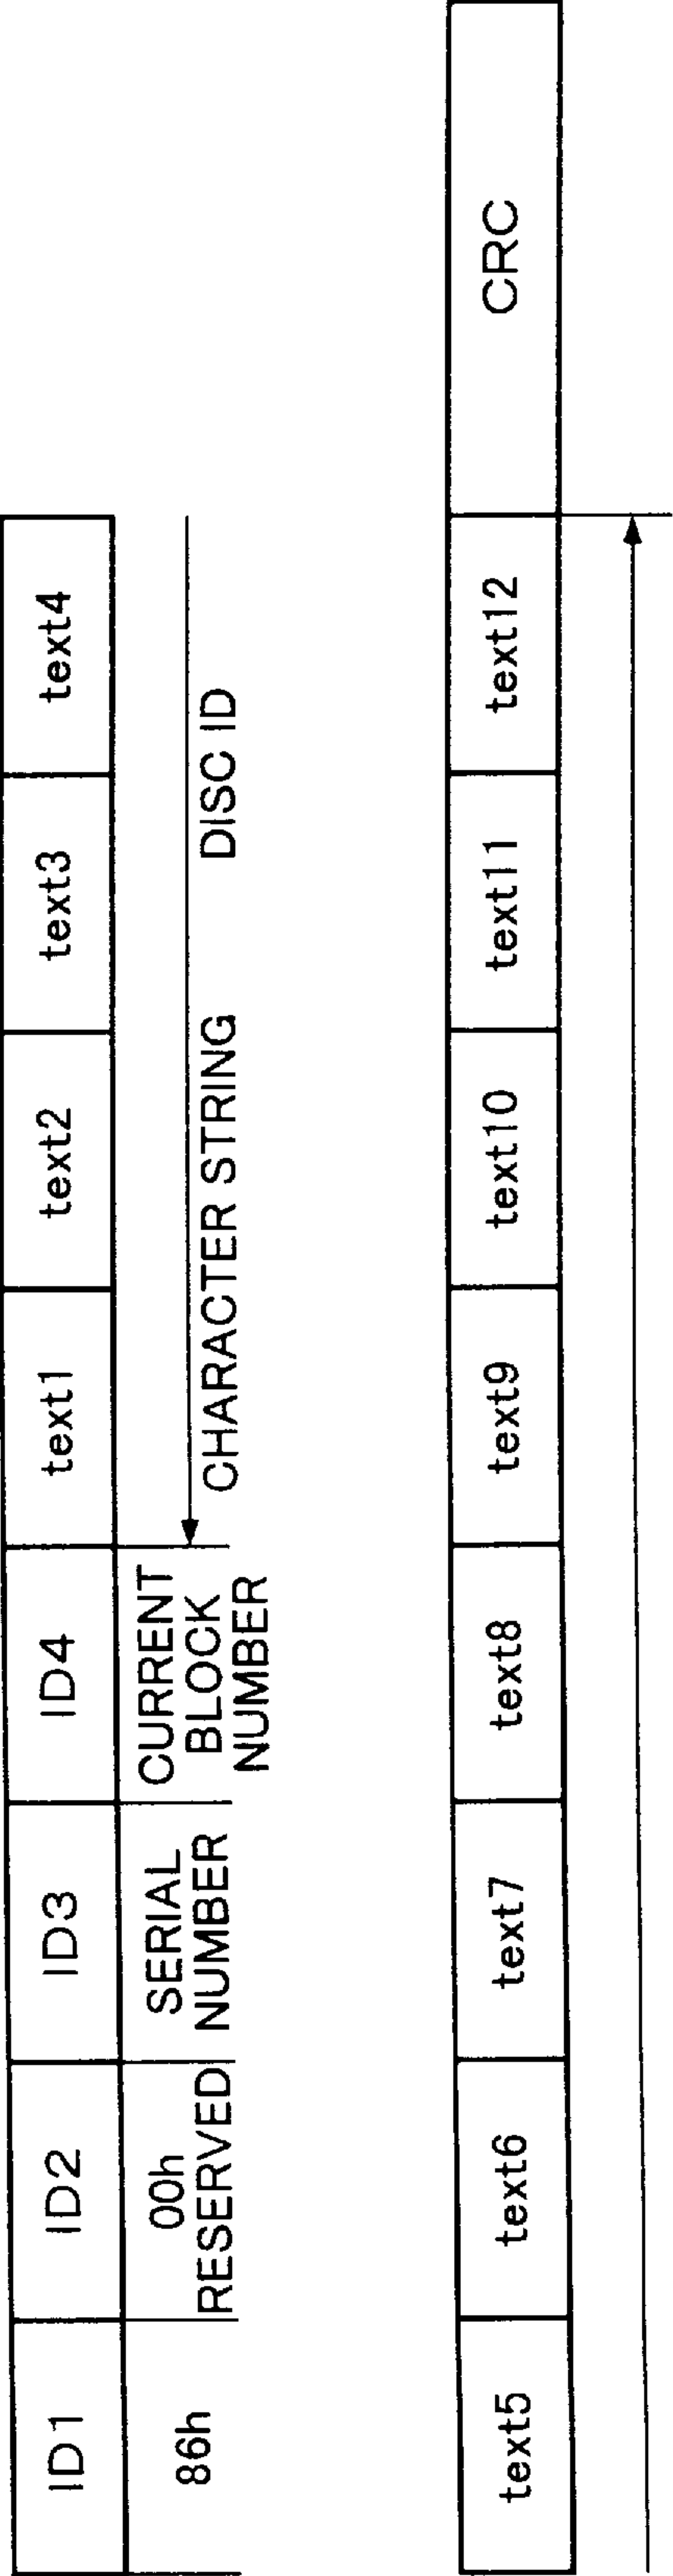 ID1 ID2 ID3 ID4 text1 text2 text3 text4
86h
00h
RESERVED
SERIAL
NUMBER
CURRENT
BLOCK
NUMBER
CHARACTER STRING DISC ID
text5 text6 text7 text8 text9 text10 text11 text12 CRC